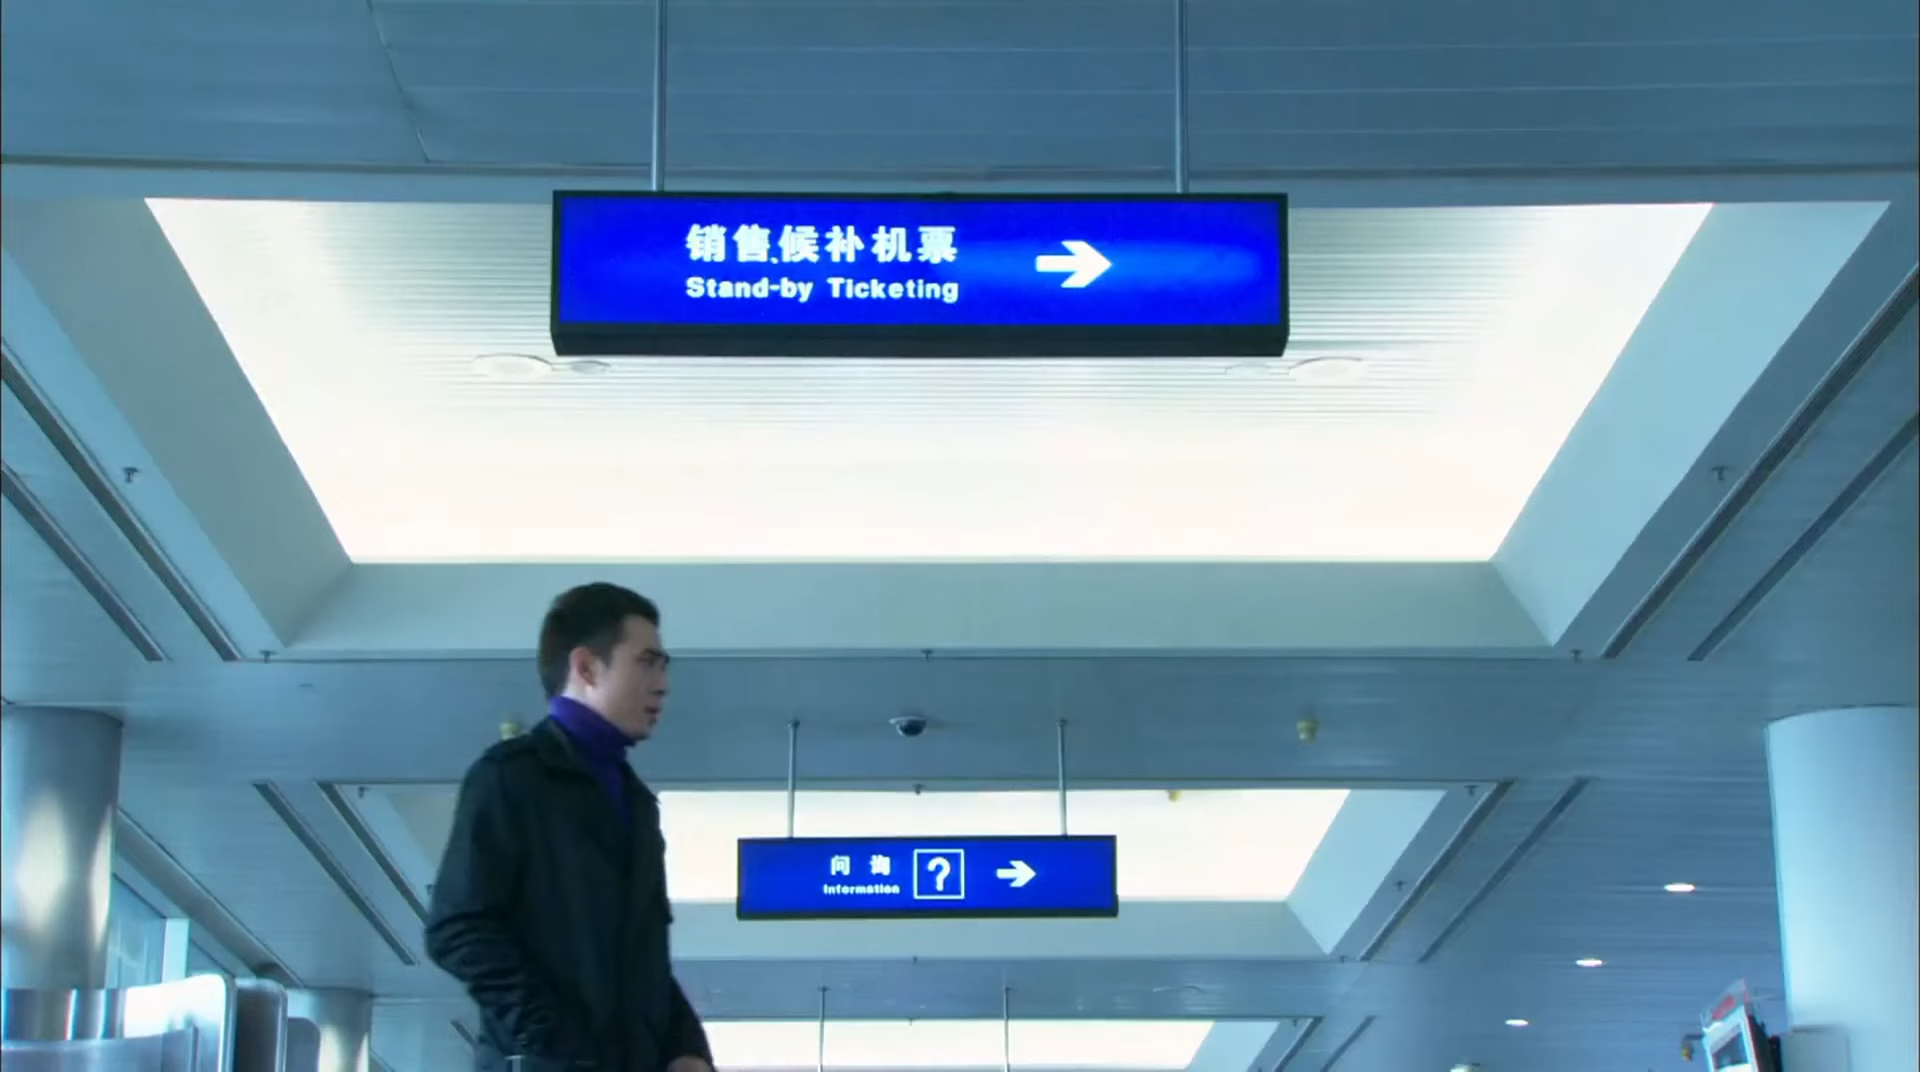 销售、候补机票
Stand-by Ticketing
问 询
Information
?